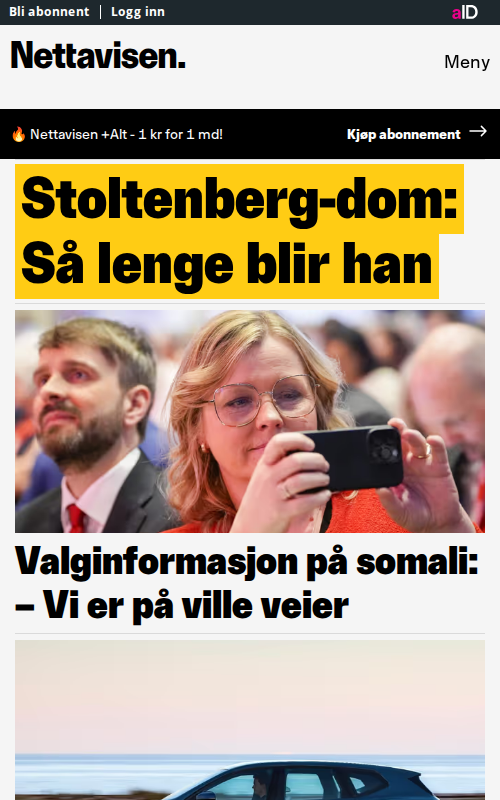 Bli abonnent | Logg inn
aID
Nettavisen.
Meny
🔥 Nettavisen +Alt - 1 kr for 1 md!
Kjøp abonnement →
Stoltenberg-dom:
Så lenge blir han
Valginformasjon på somali:
– Vi er på ville veier